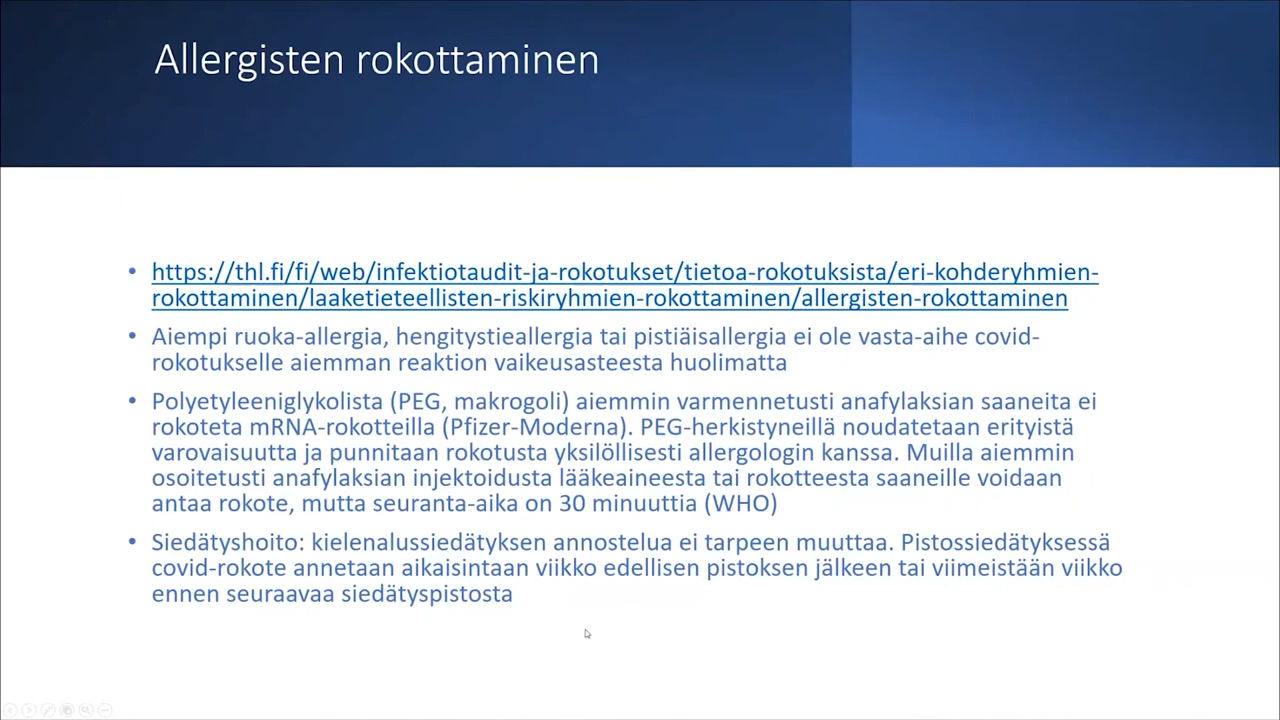 Allergisten rokottaminen
• https://thl.fi/fi/web/infektiotaudit-ja-rokotukset/tietoa-rokotuksista/eri-kohderyhmien-
rokottaminen/laaketieteellisten-riskiryhmien-rokottaminen/allergisten-rokottaminen
• Aiempi ruoka-allergia, hengitystieallergia tai pistiäisallergia ei ole vasta-aihe covid-
rokotukselle aiemman reaktion vaikeusasteesta huolimatta
• Polyetyleeniglykolista (PEG, makrogoli) aiemmin varmennetusti anafylaksian saaneita ei
rokoteta mRNA-rokotteilla (Pfizer-Moderna). PEG-herkistyneillä noudatetaan erityistä
varovaisuutta ja punnitaan rokotusta yksilöllisesti allergologin kanssa. Muilla aiemmin
osoitetusti anafylaksian injektoidusta lääkeaineesta tai rokotteesta saaneille voidaan
antaa rokote, mutta seuranta-aika on 30 minuuttia (WHO)
• Siedätyshoito: kielenalussiedätyksen annostelua ei tarpeen muuttaa. Pistossiedätyksessä
covid-rokote annetaan aikaisintaan viikko edellisen pistoksen jälkeen tai viimeistään viikko
ennen seuraavaa siedätyspistosta